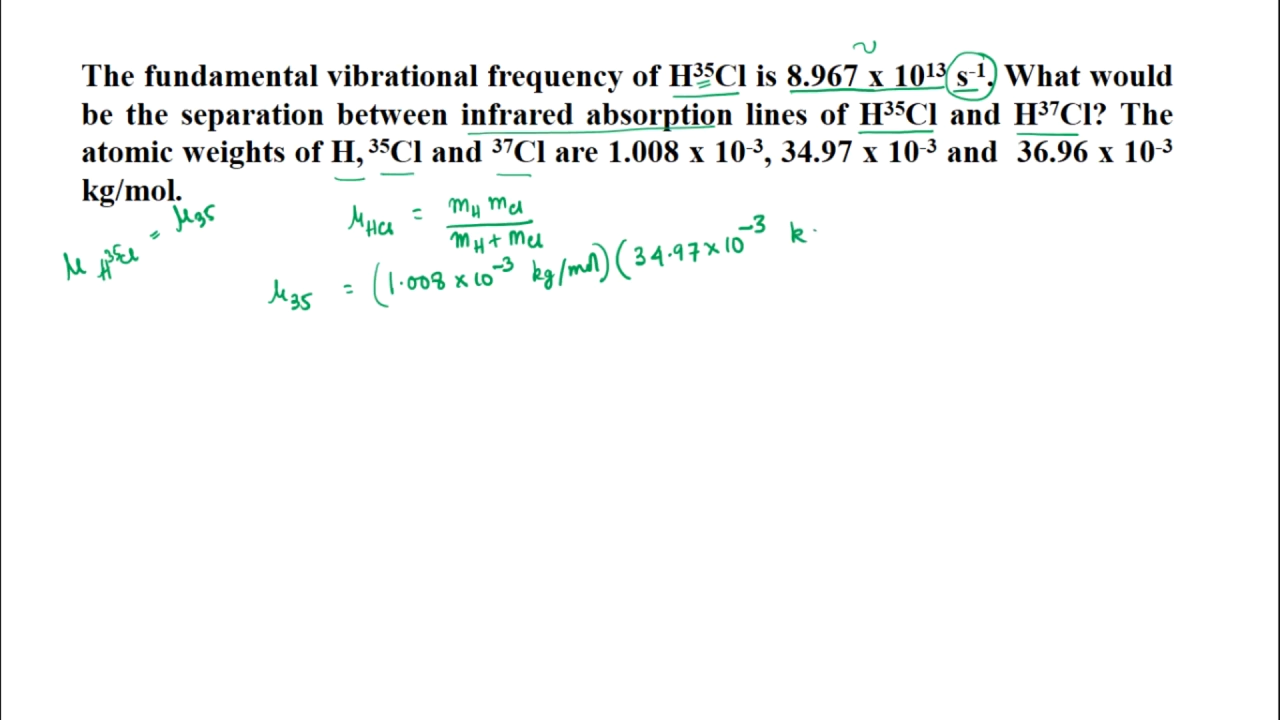 ν
The fundamental vibrational frequency of H³⁵Cl is 8.967 x 10¹³ s⁻¹. What would
be the separation between infrared absorption lines of H³⁵Cl and H³⁷Cl? The
atomic weights of H, ³⁵Cl and ³⁷Cl are 1.008 x 10⁻³, 34.97 x 10⁻³ and 36.96 x 10⁻³
kg/mol.
μ H³⁵Cl = μ35
μHCl = mH mCl / mH + mCl
μ35 = (1.008 × 10⁻³ kg/mol) (34.97 × 10⁻³ k